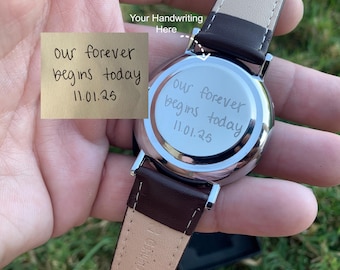 Your Handwriting
Here
our forever
begins today
11.01.25
our forever
begins today
11.01.25